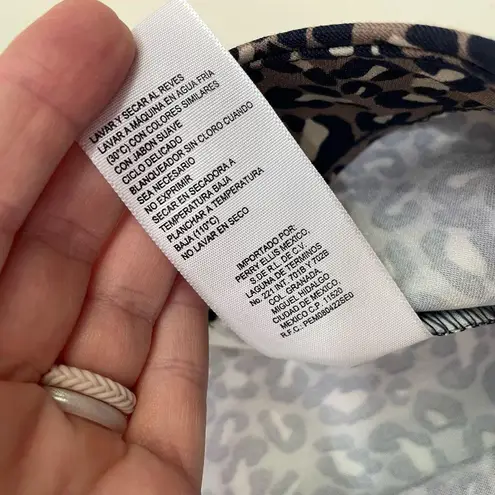 LAVAR Y SECAR AL REVES
LAVAR A MÁQUINA EN AGUA FRÍA
(30°C) CON COLORES SIMILARES
CON JABON SUAVE
CICLO DELICADO
BLANQUEADOR SIN CLORO CUANDO
SEA NECESARIO
NO EXPRIMIR
SECAR EN SECADORA A
TEMPERATURA BAJA
PLANCHAR A TEMPERATURA
BAJA (110°C)
NO LAVAR EN SECO
IMPORTADO POR:
PERRY ELLIS MEXICO,
S.DE R.L. DE C.V.
LAGUNA DE TERMINOS
No. 221 INT. 701B Y 702B
COL. GRANADA,
MIGUEL HIDALGO
CIUDAD DE MÉXICO,
MEXICO C.P. 11520
R.F.C.: PEM080422SE0